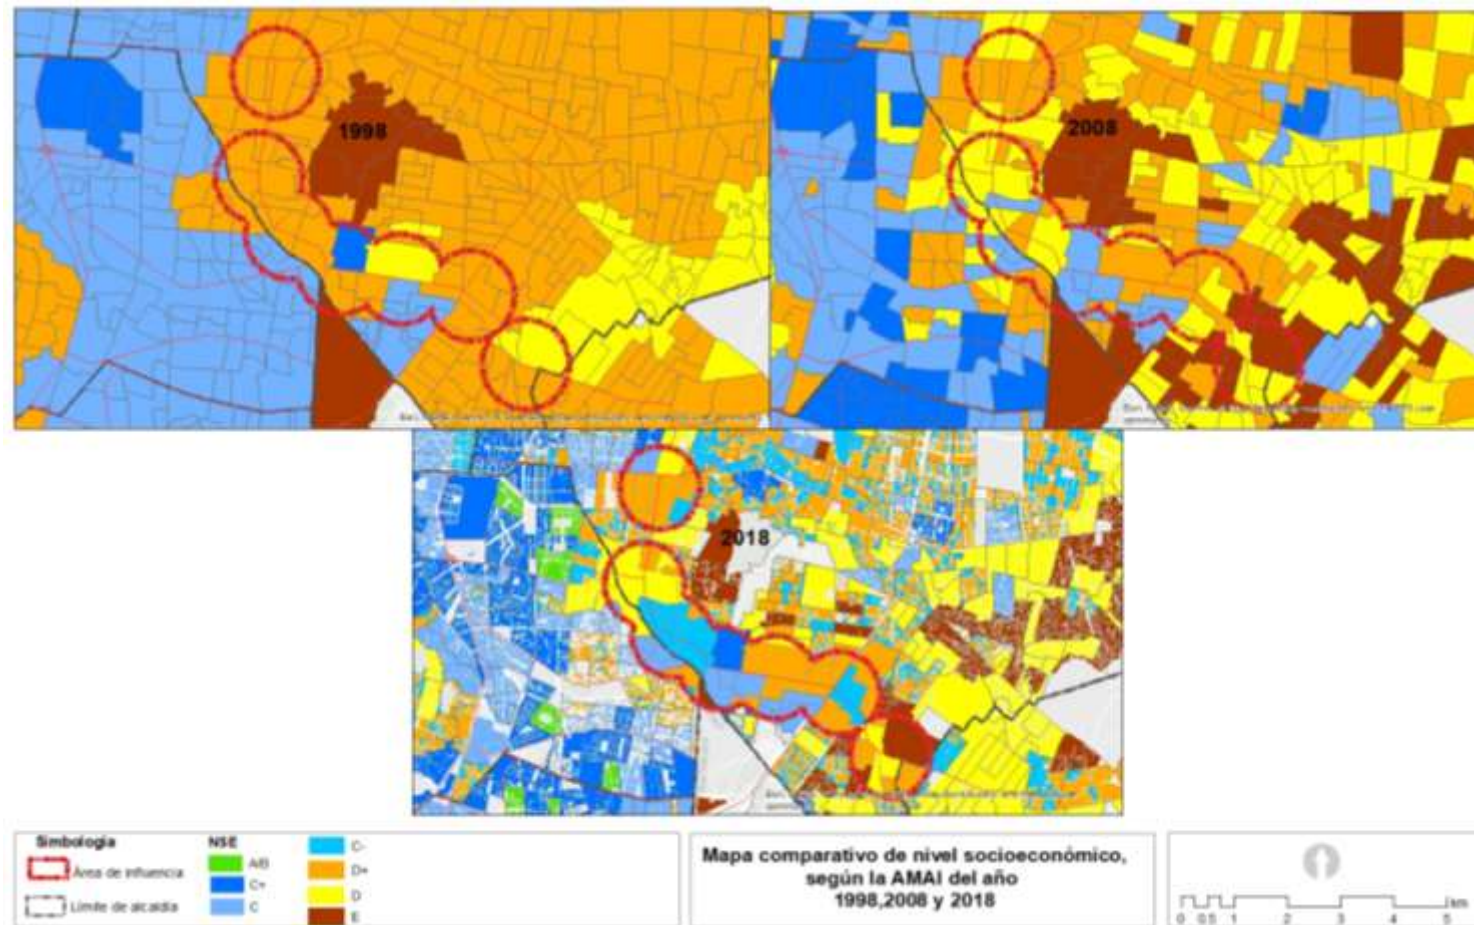 1998
2008
2018
Simbología
Área de influencia
Límite de alcaldía
NSE
A/B
C+
C
C-
D+
D
E
Mapa comparativo de nivel socioeconómico,
según la AMAI del año
1998,2008 y 2018
km
0 0.5 1 2 3 4 5